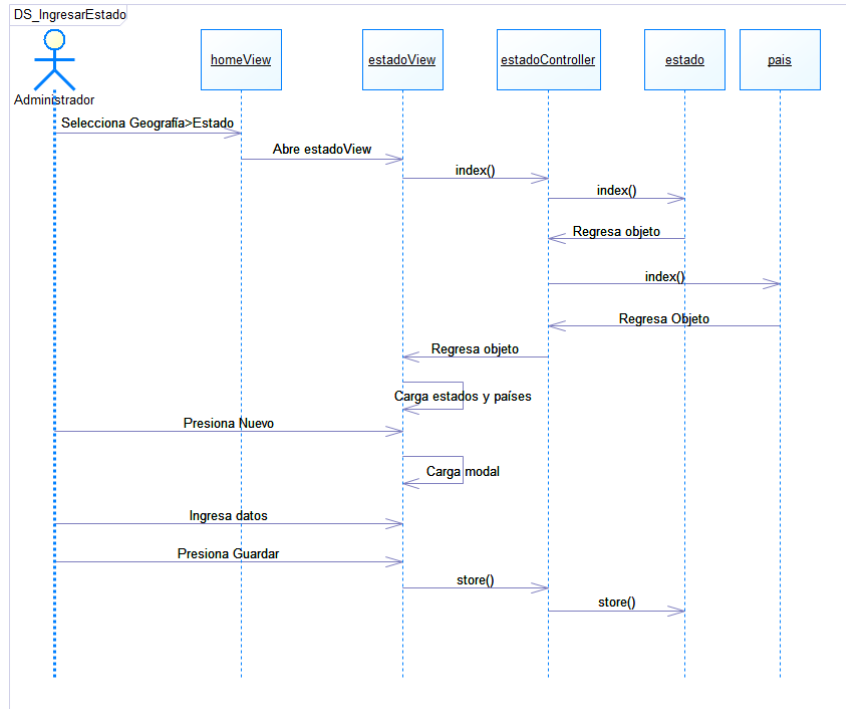 DS_IngresarEstado
homeView
estadoView
estadoController
estado
pais
Administrador
Selecciona Geografía>Estado
Abre estadoView
index()
index()
Regresa objeto
index()
Regresa Objeto
Regresa objeto
Carga estados y países
Presiona Nuevo
Carga modal
Ingresa datos
Presiona Guardar
store()
store()